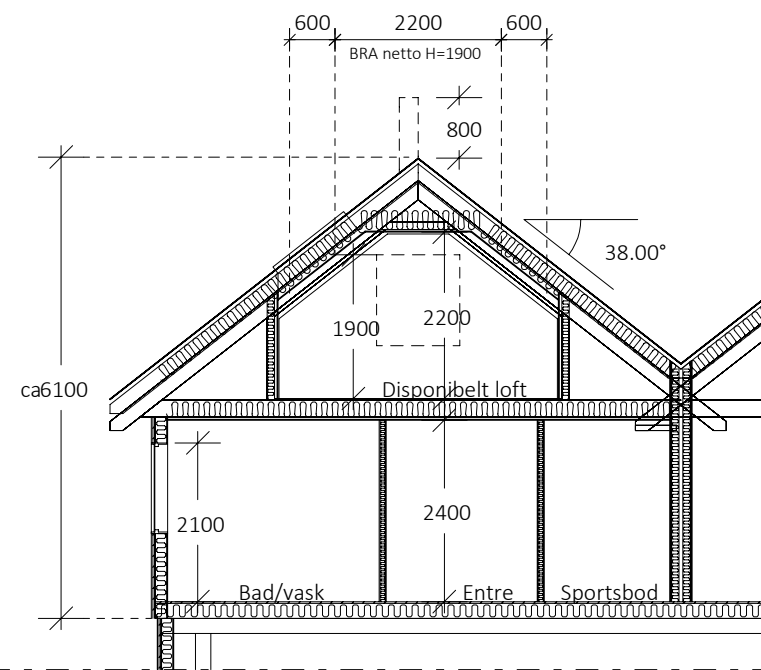 600 2200 600
BRA netto H=1900
800
38.00°
1900 2200
ca6100
Disponibelt loft
2100 2400
Bad/vask Entre Sportsbod